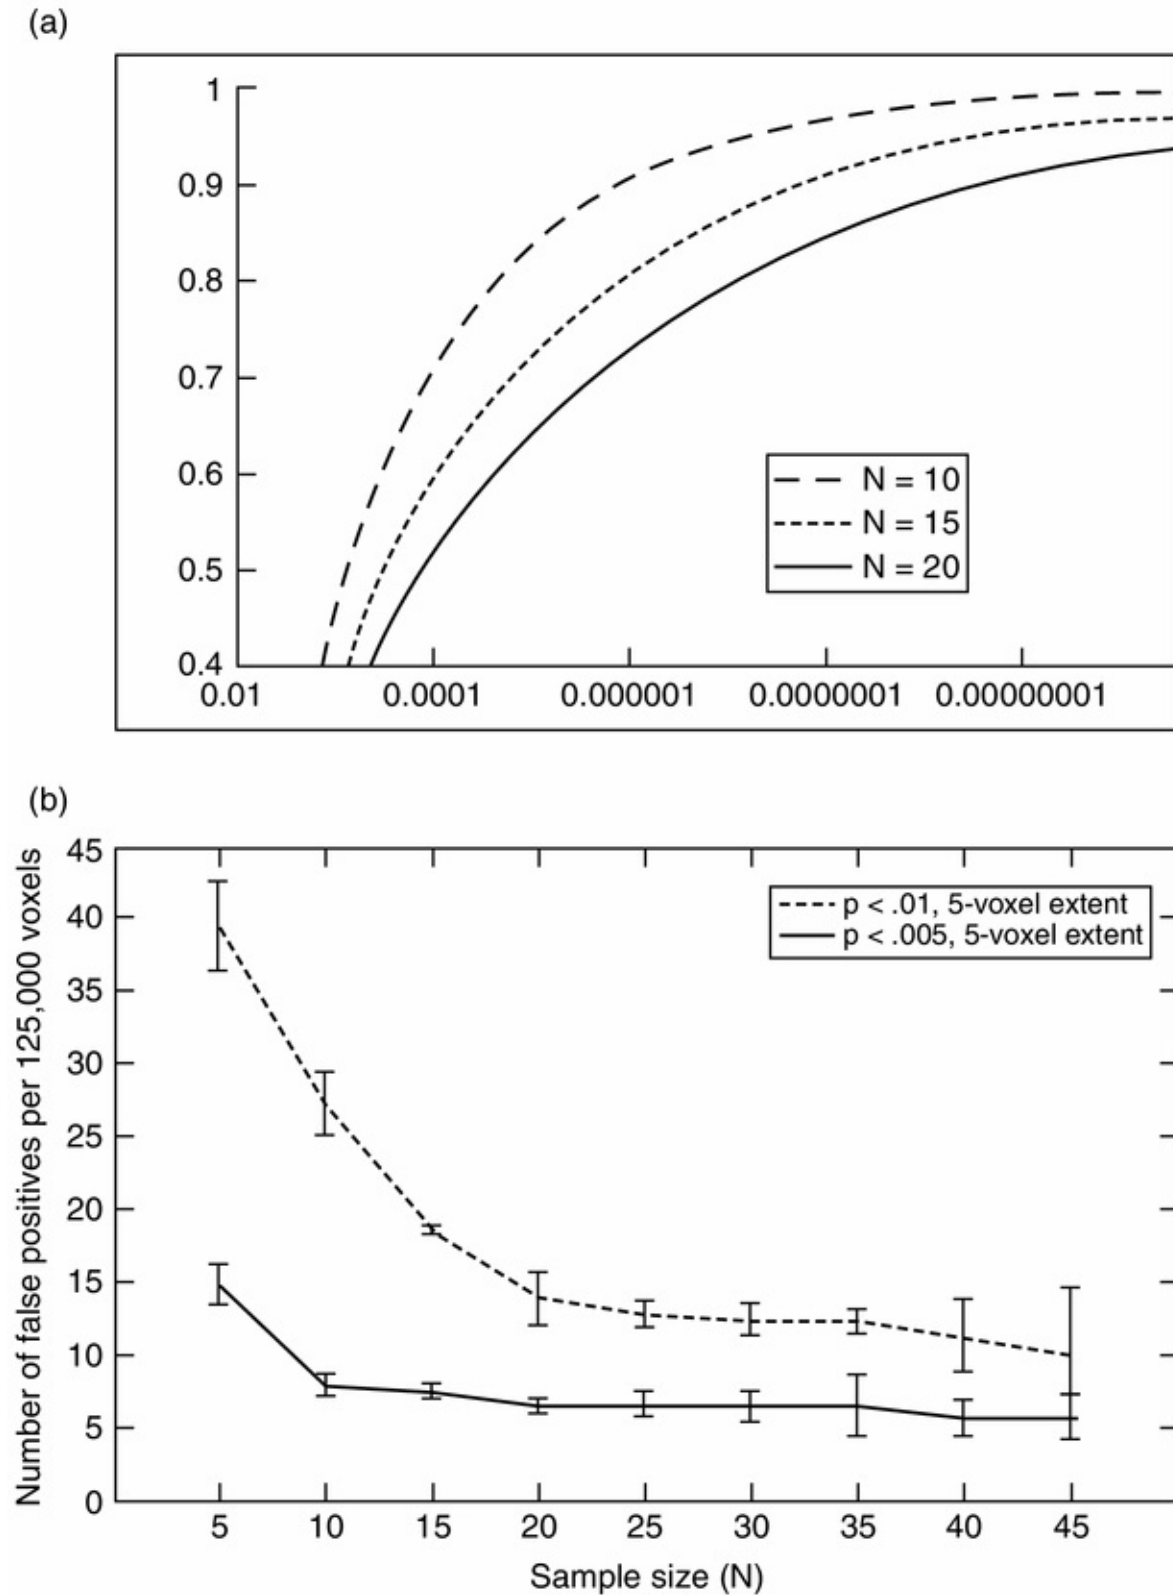 (a)
1
0.9
0.8
0.7
0.6
0.5
0.4
N = 10
N = 15
N = 20
0.01 0.0001 0.000001 0.0000001 0.00000001
(b)
Number of false positives per 125,000 voxels
45
40
35
30
25
20
15
10
5
0
p < .01, 5-voxel extent
p < .005, 5-voxel extent
5 10 15 20 25 30 35 40 45
Sample size (N)